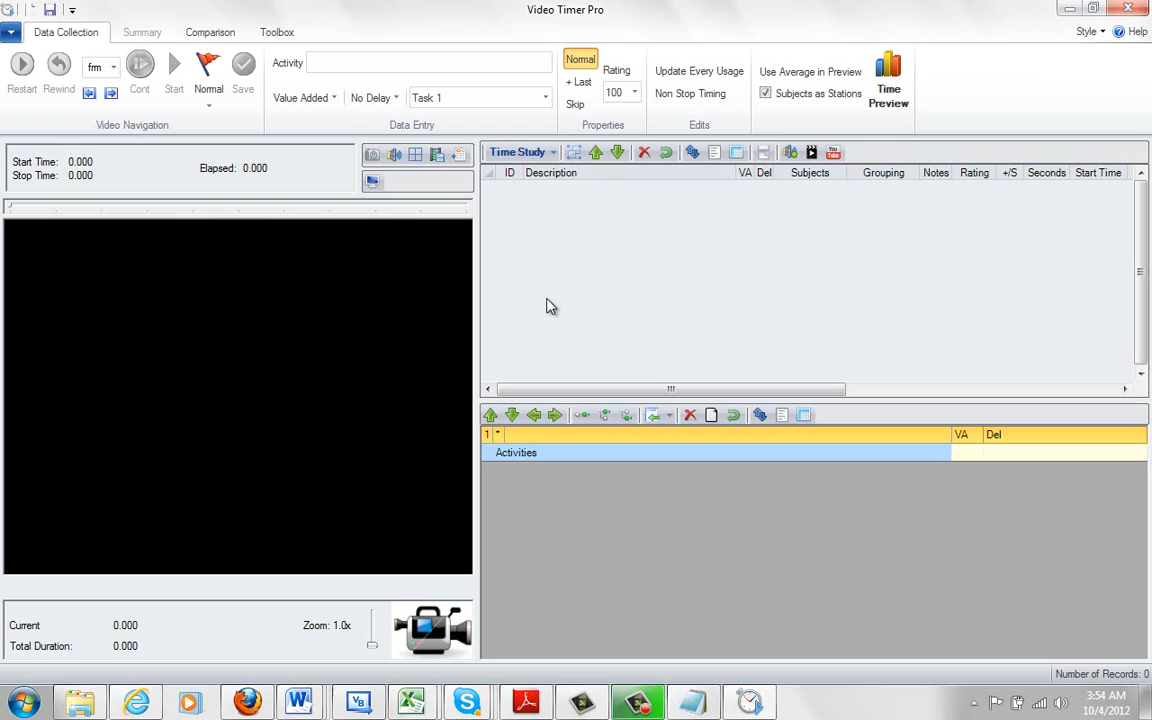 Video Timer Pro
Data Collection Summary Comparison Toolbox Style Help
Restart Rewind frm Cont Start Normal Save
Video Navigation
Activity
Value Added No Delay Task 1
Data Entry
Normal
+ Last
Skip
Rating
100
Properties
Update Every Usage
Non Stop Timing
Edits
Use Average in Preview
Subjects as Stations
Time
Preview
Start Time: 0.000
Stop Time: 0.000
Elapsed: 0.000
Time Study
You
Tube
ID Description VA Del Subjects Grouping Notes Rating +/S Seconds Start Time
1 * VA Del
Activities
Current 0.000
Total Duration: 0.000
Zoom: 1.0x
Number of Records: 0
3:54 AM
10/4/2012